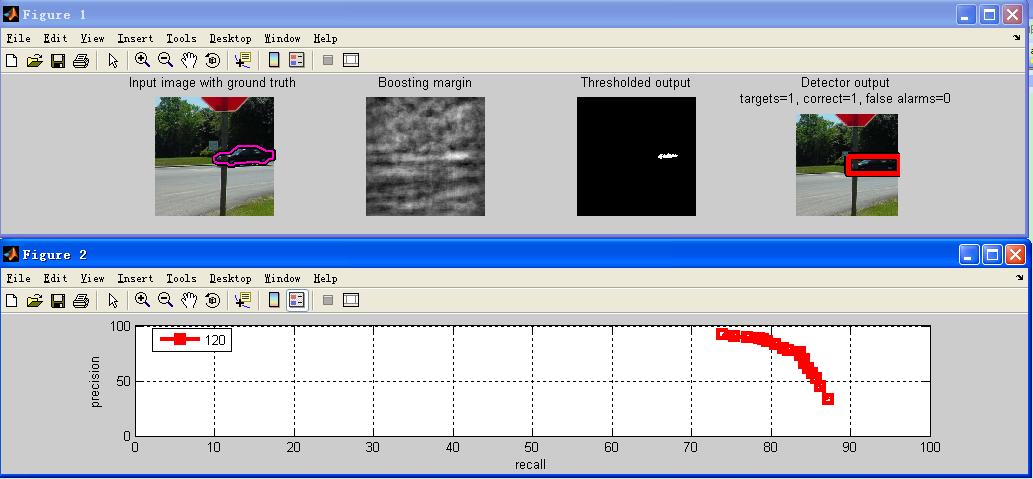 Figure 1
File Edit View Insert Tools Desktop Window Help
Input image with ground truth
Boosting margin
Thresholded output
Detector output
targets=1, correct=1, false alarms=0
Figure 2
File Edit View Insert Tools Desktop Window Help
100
50
0
precision
120
0 10 20 30 40 50 60 70 80 90 100
recall